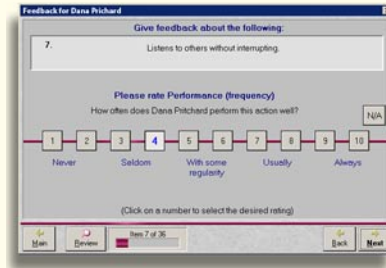 Feedback for Dana Prichard
Give feedback about the following:
7. Listens to others without interrupting.
Please rate Performance (frequency)
How often does Dana Pritchard perform this action well?
N/A
1 2 3 4 5 6 7 8 9 10
Never Seldom With some regularity Usually Always
(Click on a number to select the desired rating)
Main Review Item 7 of 36 Back Next